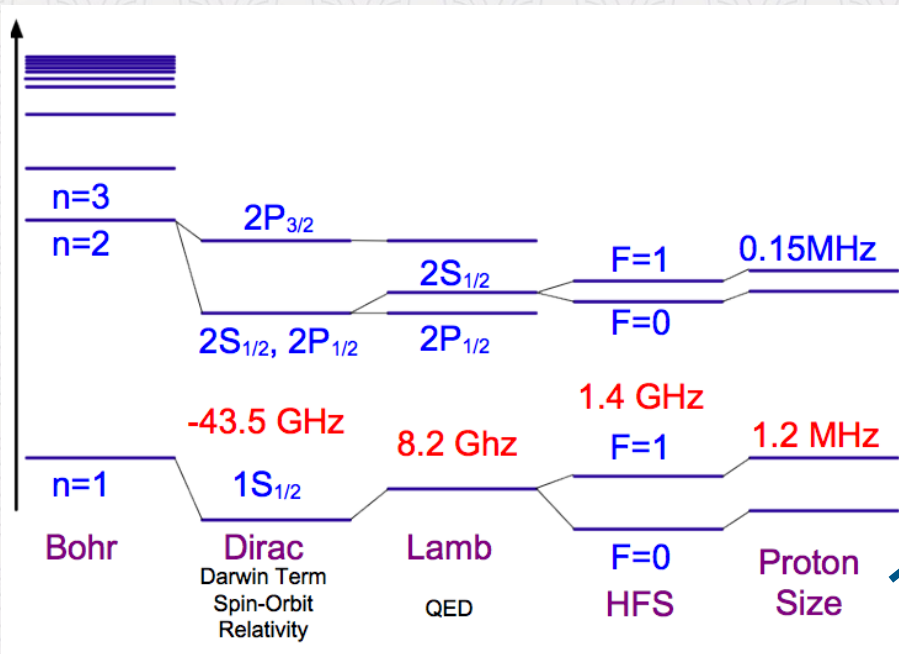 n=3
n=2
2P3/2
2S1/2
F=1
0.15MHz
2S1/2, 2P1/2
2P1/2
F=0
-43.5 GHz
8.2 Ghz
1.4 GHz
F=1
1.2 MHz
n=1
1S1/2
F=0
Bohr
Dirac
Darwin Term
Spin-Orbit
Relativity
Lamb
QED
HFS
Proton
Size